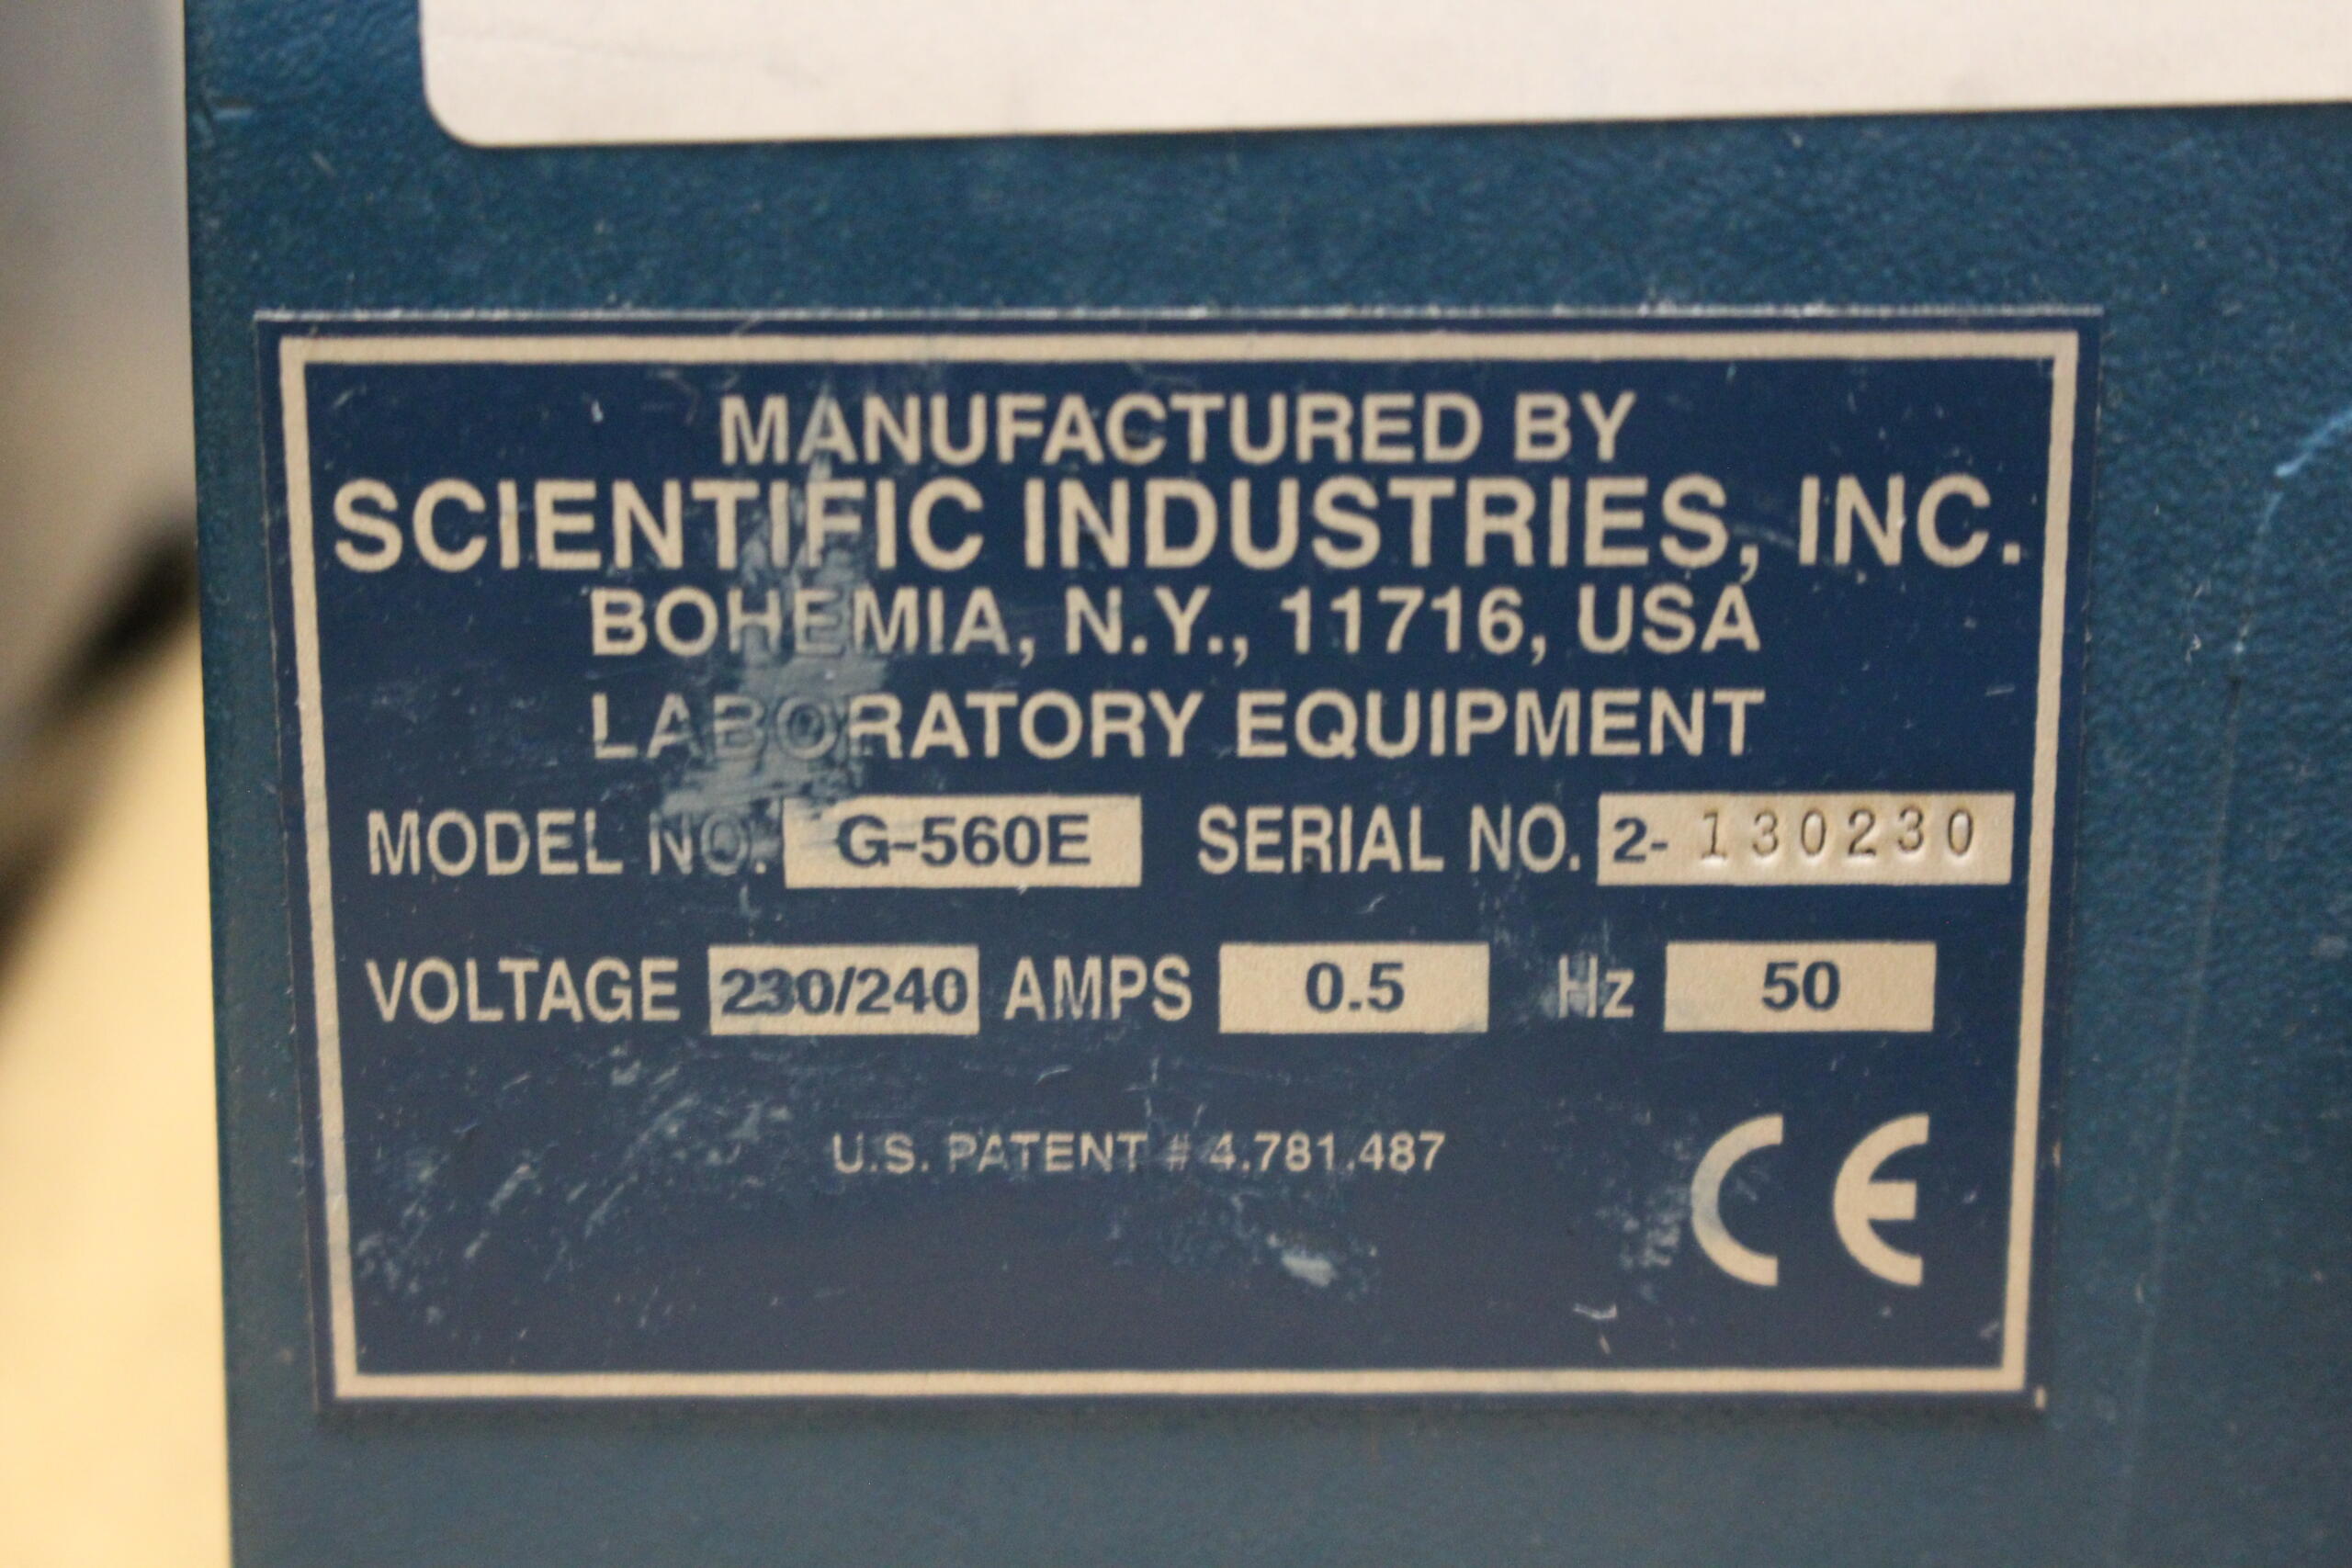 MANUFACTURED BY
SCIENTIFIC INDUSTRIES, INC.
BOHEMIA, N.Y., 11716, USA
LABORATORY EQUIPMENT
MODEL NO. G-560E SERIAL NO. 2-130230
VOLTAGE 230/240 AMPS 0.5 Hz 50
U.S. PATENT # 4.781.487
CE